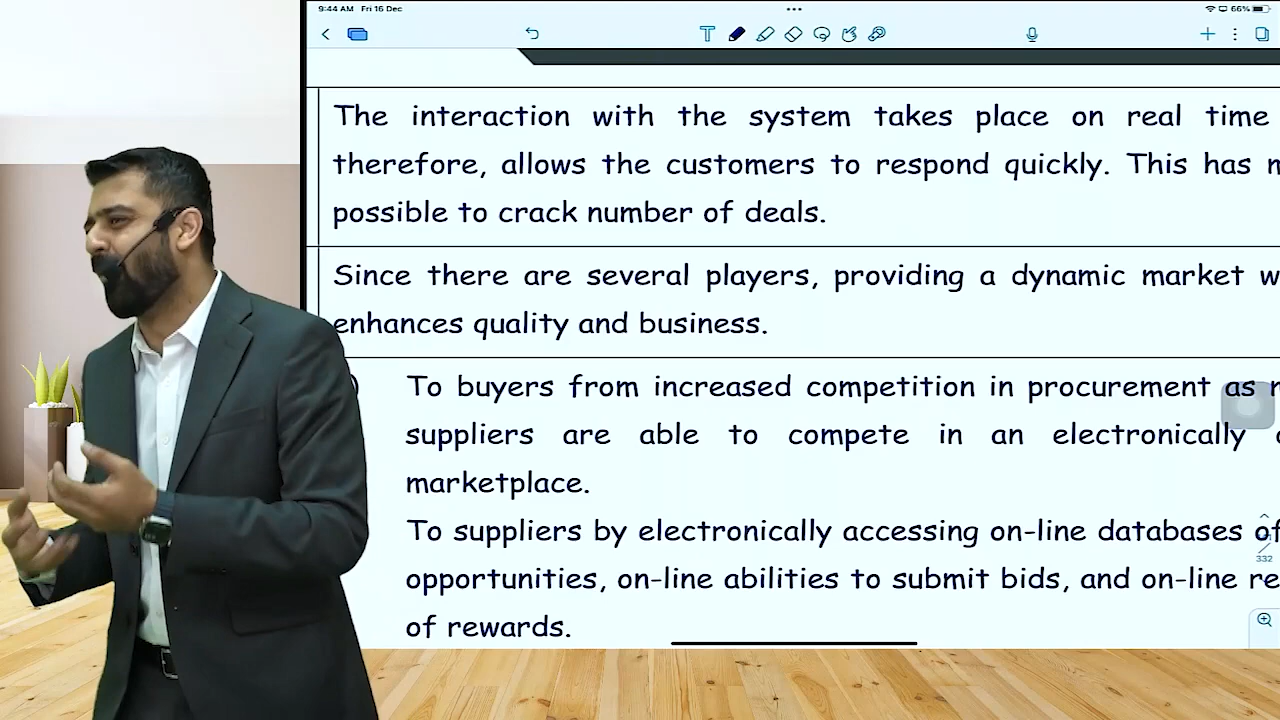 9:44 AM Fri 16 Dec
66%
The interaction with the system takes place on real time
therefore, allows the customers to respond quickly. This has
possible to crack number of deals.
Since there are several players, providing a dynamic market
enhances quality and business.
To buyers from increased competition in procurement as
suppliers are able to compete in an electronically
marketplace.
To suppliers by electronically accessing on-line databases of
opportunities, on-line abilities to submit bids, and on-line
of rewards.
332